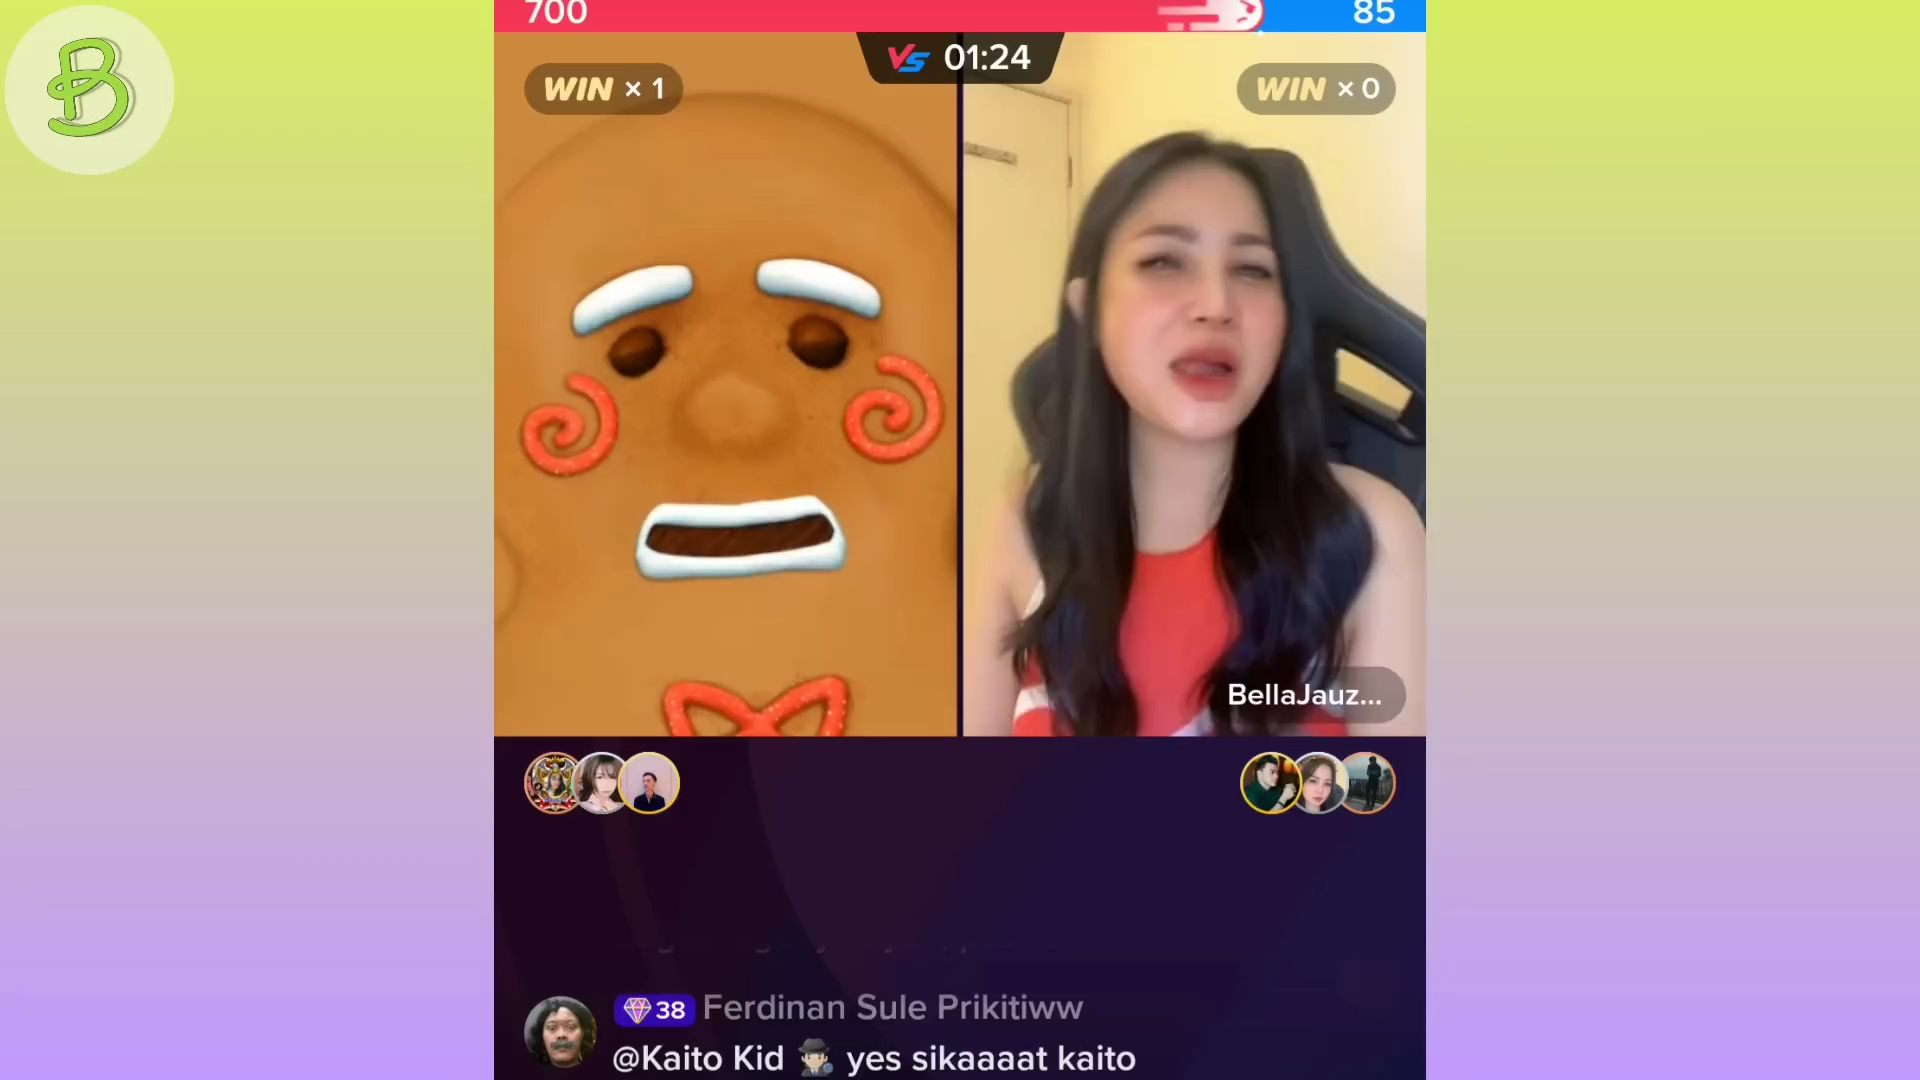 B
700
85
VS 01:24
WIN × 1
WIN × 0
BellaJauz...
38 Ferdinan Sule Prikitiww
@Kaito Kid 🕵🏻‍♂️ yes sikaaaat kaito